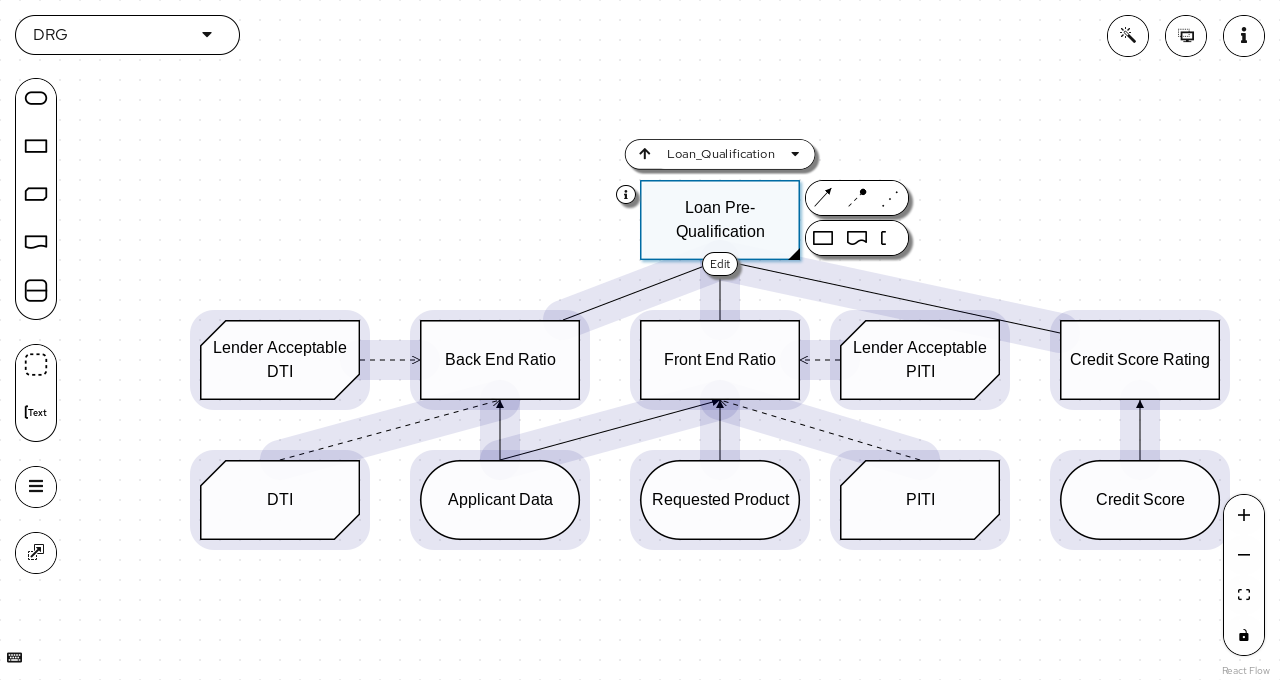 DRG
Loan_Qualification
Loan Pre-
Qualification
Edit
Lender Acceptable
DTI
Back End Ratio
Front End Ratio
Lender Acceptable
PITI
Credit Score Rating
Text
DTI
Applicant Data
Requested Product
PITI
Credit Score
React Flow